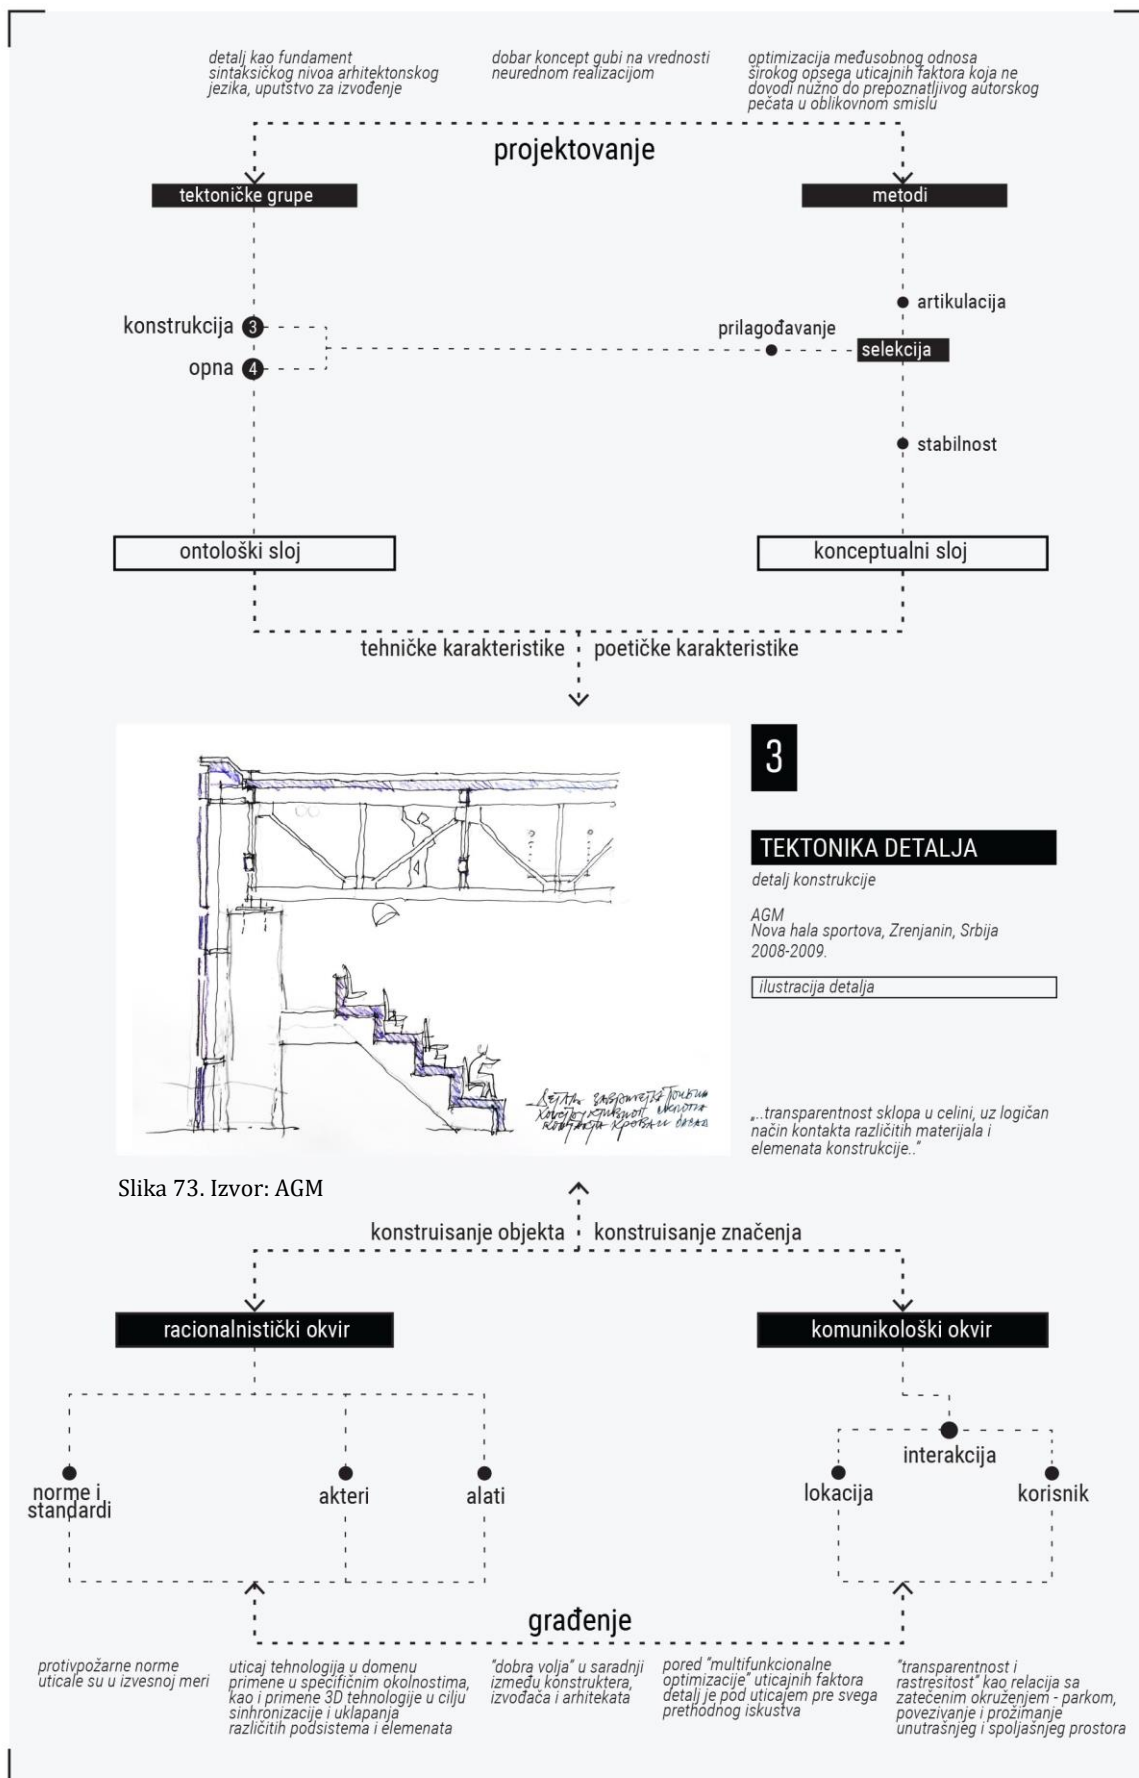 detalj kao fundament
sintaksičkog nivoa arhitektonskog
jezika, uputstvo za izvođenje
dobar koncept gubi na vrednosti
neurednom realizacijom
optimizacija međusobnog odnosa
širokog opsega uticajnih faktora koja ne
dovodi nužno do prepoznatljivog autorskog
pečata u oblikovnom smislu
projektovanje
tektoničke grupe
metodi
artikulacija
konstrukcija 3
prilagođavanje
selekcija
opna 4
stabilnost
ontološki sloj
konceptualni sloj
tehničke karakteristike
poetičke karakteristike
3
TEKTONIKA DETALJA
detalj konstrukcije
AGM
Nova hala sportova, Zrenjanin, Srbija
2008-2009.
ilustracija detalja
„..transparentnost sklopa u celini, uz logičan
način kontakta različitih materijala i
elemenata konstrukcije..”
Slika 73. Izvor: AGM
konstruisanje objekta
konstruisanje značenja
racionalnistički okvir
komunikološki okvir
interakcija
norme i
standardi
akteri
alati
lokacija
korisnik
građenje
protivpožarne norme
uticale su u izvesnoj meri
uticaj tehnologija u domenu
primene u specifičnim okolnostima,
kao i primene 3D tehnologije u cilju
sinhronizacije i uklapanja
različitih podsistema i elemenata
"dobra volja" u saradnji
između konstruktera,
izvođača i arhitekata
pored "multifunkcionalne
optimizacije" uticajnih faktora
detalj je pod uticajem pre svega
prethodnog iskustva
"transparentnost i
rastresitost" kao relacija sa
zatečenim okruženjem - parkom,
povezivanje i prožimanje
unutrašnjeg i spoljašnjeg prostora